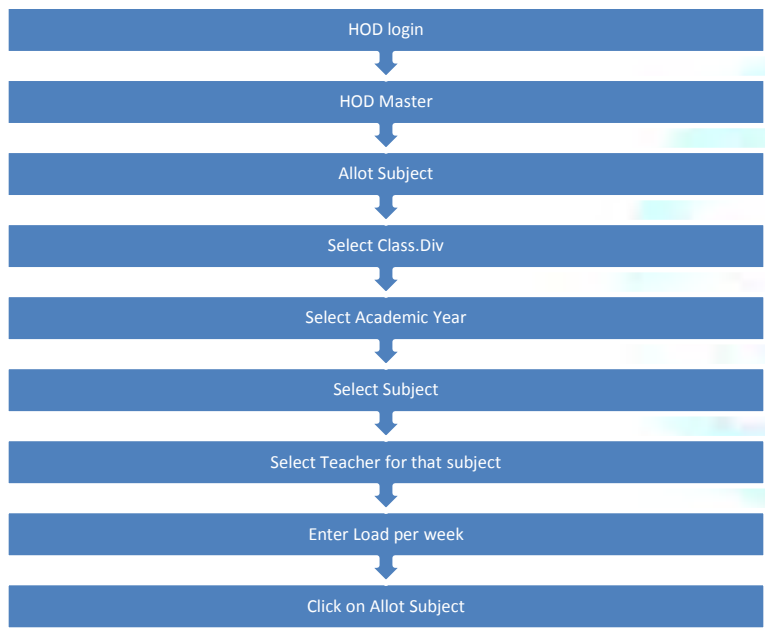 HOD login
HOD Master
Allot Subject
Select Class.Div
Select Academic Year
Select Subject
Select Teacher for that subject
Enter Load per week
Click on Allot Subject